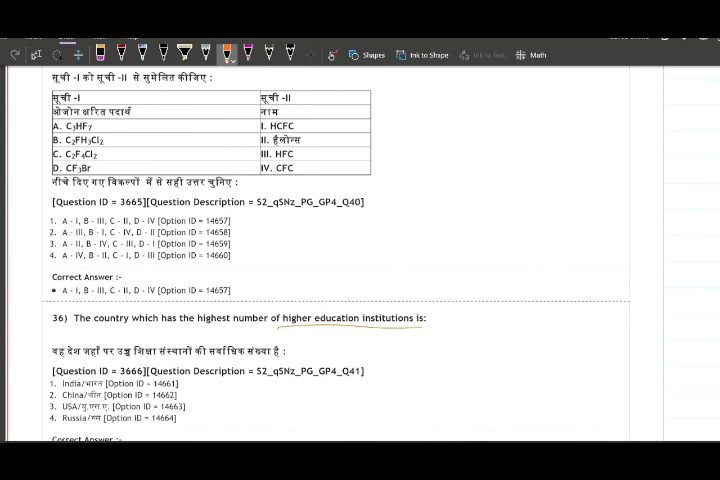 Shapes Ink to Shape Ink to Text Math
सूची -I को सूची -II से सुमेलित कीजिए :
सूची -I सूची -II
ओजोन क्षरित पदार्थ नाम
A. C₃HF₇ I. HCFC
B. C₂FH₃Cl₂ II. हैलोन्स
C. C₂F₄Cl₂ III. HFC
D. CF₃Br IV. CFC
नीचे दिए गए विकल्पों में से सही उत्तर चुनिए :
[Question ID = 3665][Question Description = S2_qSNz_PG_GP4_Q40]
1. A - I, B - III, C - II, D - IV [Option ID = 14657]
2. A - III, B - I, C - IV, D - II [Option ID = 14658]
3. A - II, B - IV, C - III, D - I [Option ID = 14659]
4. A - IV, B - II, C - I, D - III [Option ID = 14660]
Correct Answer :-
• A - I, B - III, C - II, D - IV [Option ID = 14657]
36) The country which has the highest number of higher education institutions is:
वह देश जहाँ पर उच्च शिक्षा संस्थानों की सर्वाधिक संख्या है :
[Question ID = 3666][Question Description = S2_qSNz_PG_GP4_Q41]
1. India/भारत [Option ID = 14661]
2. China/चीन [Option ID = 14662]
3. USA/यु.एस.ए. [Option ID = 14663]
4. Russia/रूस [Option ID = 14664]
Correct Answer :-